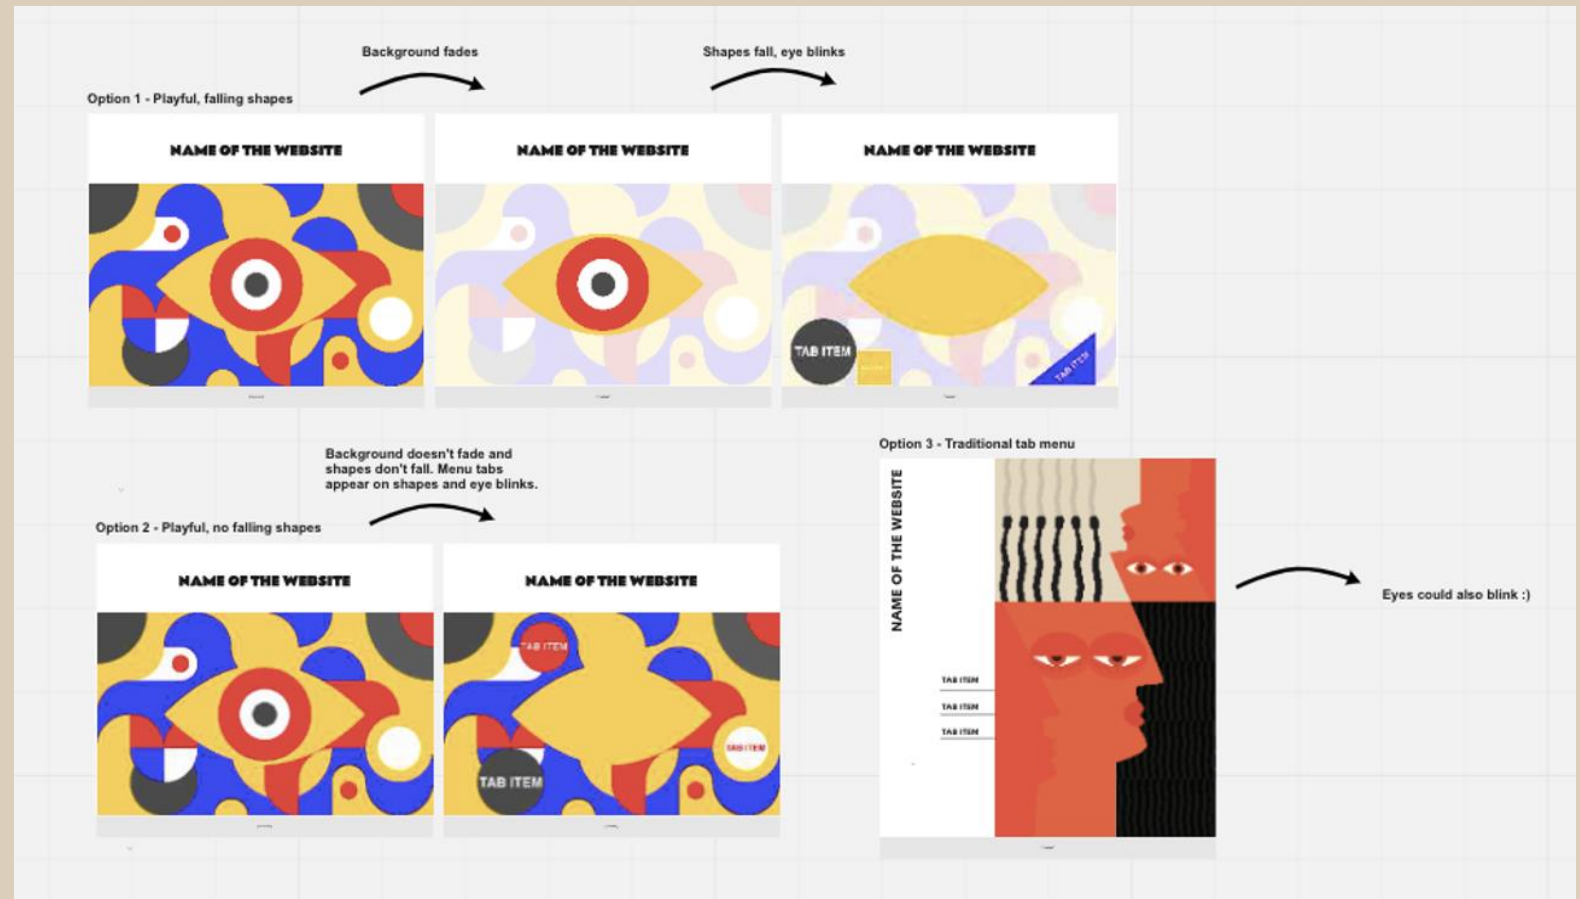 Background fades
Shapes fall, eye blinks
Option 1 - Playful, falling shapes
NAME OF THE WEBSITE
NAME OF THE WEBSITE
NAME OF THE WEBSITE
TAB ITEM
TAB ITEM
Background doesn't fade and
shapes don't fall. Menu tabs
appear on shapes and eye blinks.
Option 2 - Playful, no falling shapes
NAME OF THE WEBSITE
NAME OF THE WEBSITE
TAB ITEM
TAB ITEM
TAB ITEM
Option 3 - Traditional tab menu
NAME OF THE WEBSITE
TAB ITEM
TAB ITEM
TAB ITEM
Eyes could also blink :)